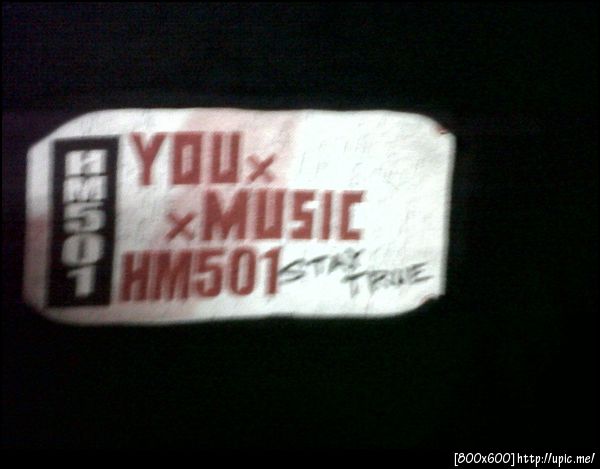 HM501
YOU x
x MUSIC
HM501 STAY TRUE
[800x600]http://upic.me/